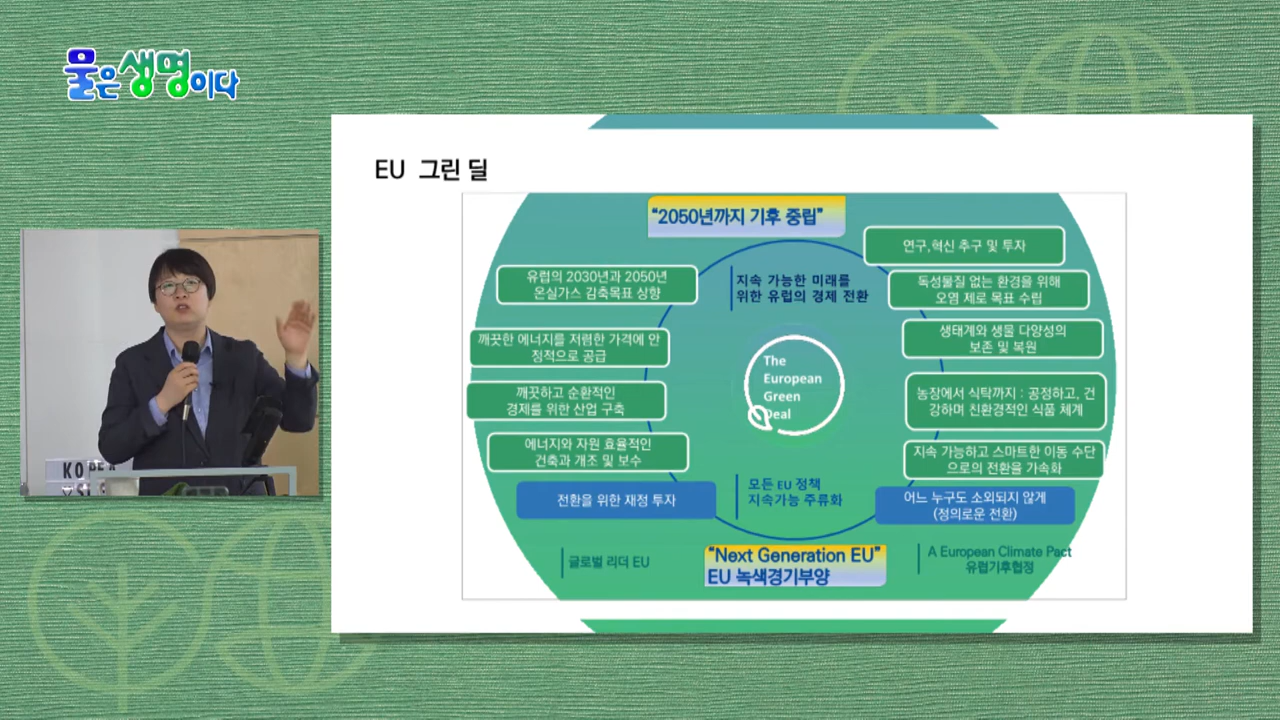 물은생명이다
EU 그린 딜
“2050년까지 기후 중립”
연구,혁신 추구 및 투자
유럽의 2030년과 2050년
온실가스 감축목표 상향
지속 가능한 미래를
위한 유럽의 경제 전환
독성물질 없는 환경을 위해
오염 제로 목표 수립
깨끗한 에너지를 저렴한 가격에 안
정적으로 공급
생태계와 생물 다양성의
보존 및 복원
The
European
Green
Deal
깨끗하고 순환적인
경제를 위한 산업 구축
농장에서 식탁까지 : 공정하고, 건
강하며 친환경적인 식품 체계
에너지와 자원 효율적인
건축과 개조 및 보수
지속 가능하고 스마트한 이동 수단
으로의 전환을 가속화
전환을 위한 재정 투자
모든 EU 정책
지속가능 주류화
어느 누구도 소외되지 않게
(정의로운 전환)
글로벌 리더 EU
“Next Generation EU”
EU 녹색경기부양
A European Climate Pact
유럽기후협정